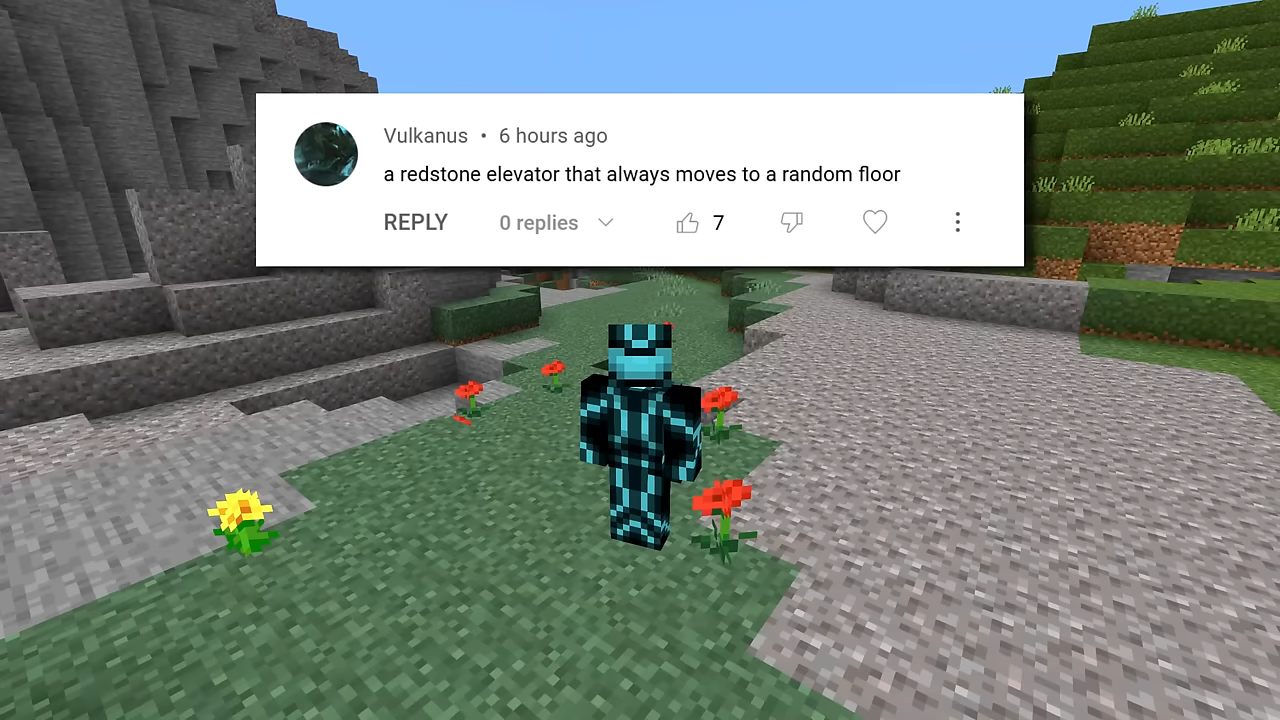 Vulkanus • 6 hours ago
a redstone elevator that always moves to a random floor
REPLY 0 replies 7